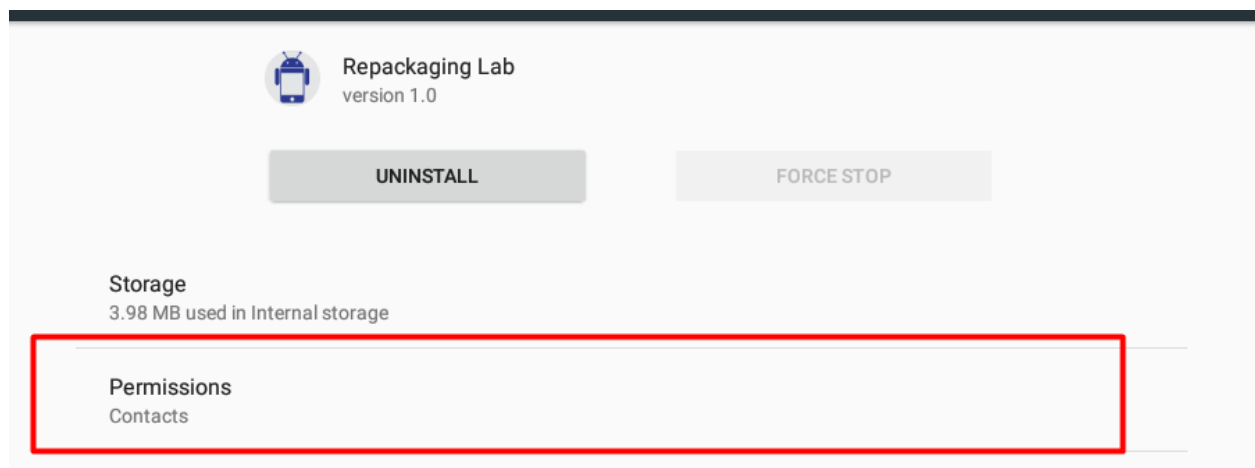 Repackaging Lab
version 1.0
UNINSTALL
FORCE STOP
Storage
3.98 MB used in Internal storage
Permissions
Contacts